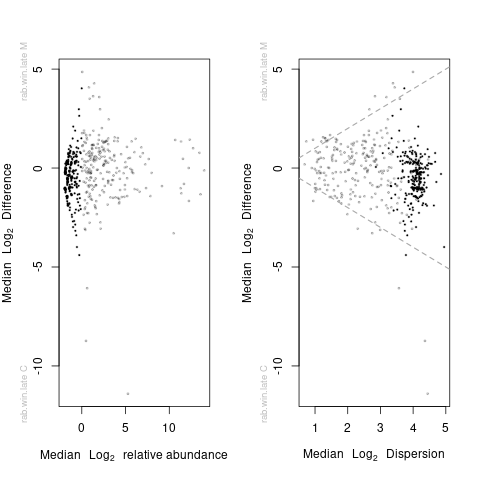 rab.win.late M
rab.win.late M
5
0
-5
-10
5
0
-5
-10
Median Log2 Difference
Median Log2 Difference
rab.win.late C
rab.win.late C
0 5 10
1 2 3 4 5
Median Log2 relative abundance
Median Log2 Dispersion